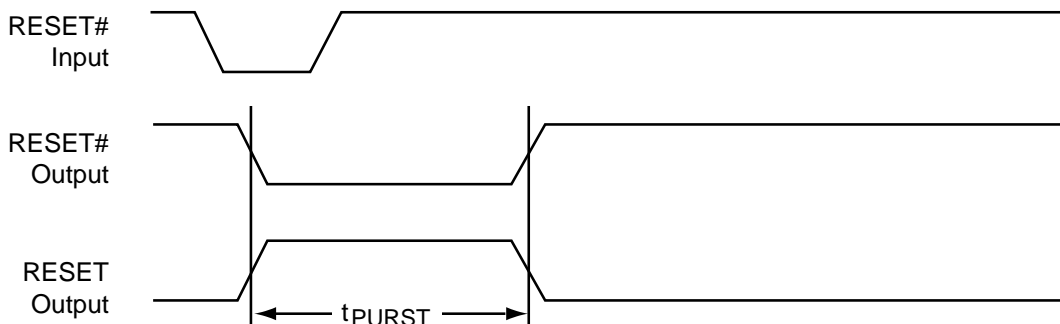 RESET#
Input
RESET#
Output
RESET
Output
tPURST